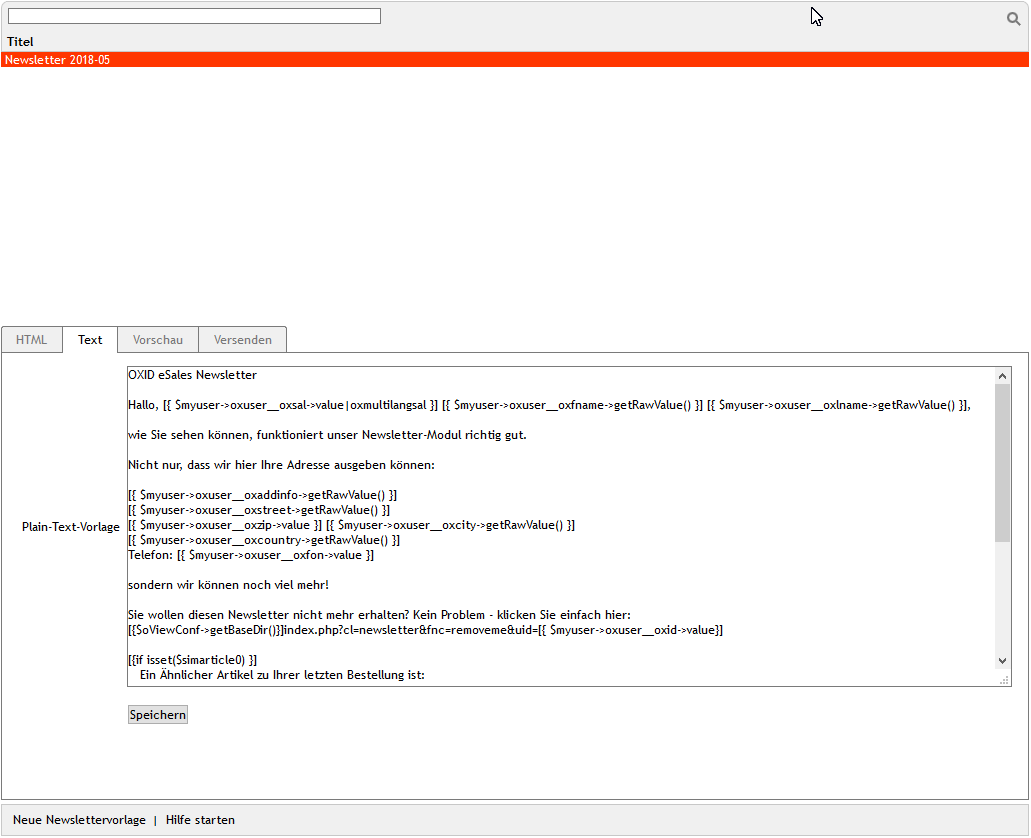 Titel
Newsletter 2018-05
HTML
Text
Vorschau
Versenden
Plain-Text-Vorlage
OXID eSales Newsletter
Hallo, [{ $myuser->oxuser__oxsal->value|oxmultilangsal }] [{ $myuser->oxuser__oxfname->getRawValue() }] [{ $myuser->oxuser__oxlname->getRawValue() }],
wie Sie sehen können, funktioniert unser Newsletter-Modul richtig gut.
Nicht nur, dass wir hier Ihre Adresse ausgeben können:
[{ $myuser->oxuser__oxaddinfo->getRawValue() }]
[{ $myuser->oxuser__oxstreet->getRawValue() }]
[{ $myuser->oxuser__oxzip->value }] [{ $myuser->oxuser__oxcity->getRawValue() }]
[{ $myuser->oxuser__oxcountry->getRawValue() }]
Telefon: [{ $myuser->oxuser__oxfon->value }]
sondern wir können noch viel mehr!
Sie wollen diesen Newsletter nicht mehr erhalten? Kein Problem - klicken Sie einfach hier:
[{$oViewConf->getBaseDir()}]index.php?cl=newsletter&fnc=removeme&uid=[{ $myuser->oxuser__oxid->value}]
[{if isset($simarticle0) }]
Ein Ähnlicher Artikel zu Ihrer letzten Bestellung ist:
Speichern
Neue Newslettervorlage | Hilfe starten